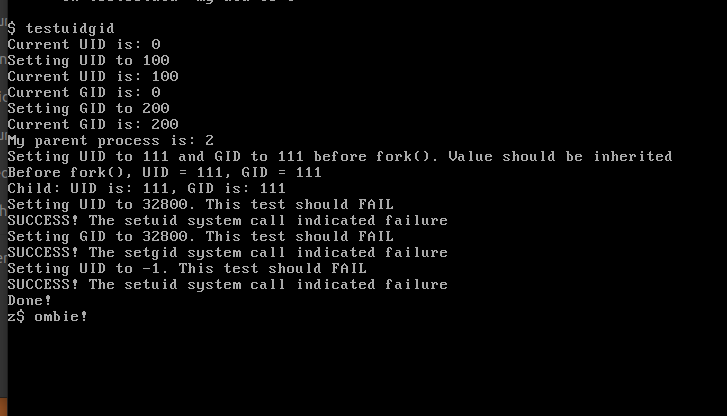 $ testuidgid
Current UID is: 0
Setting UID to 100
Current UID is: 100
Current GID is: 0
Setting GID to 200
Current GID is: 200
My parent process is: 2
Setting UID to 111 and GID to 111 before fork(). Value should be inherited
Before fork(), UID = 111, GID = 111
Child: UID is: 111, GID is: 111
Setting UID to 32800. This test should FAIL
SUCCESS! The setuid system call indicated failure
Setting GID to 32800. This test should FAIL
SUCCESS! The setgid system call indicated failure
Setting UID to -1. This test should FAIL
SUCCESS! The setuid system call indicated failure
Done!
z$ ombie!